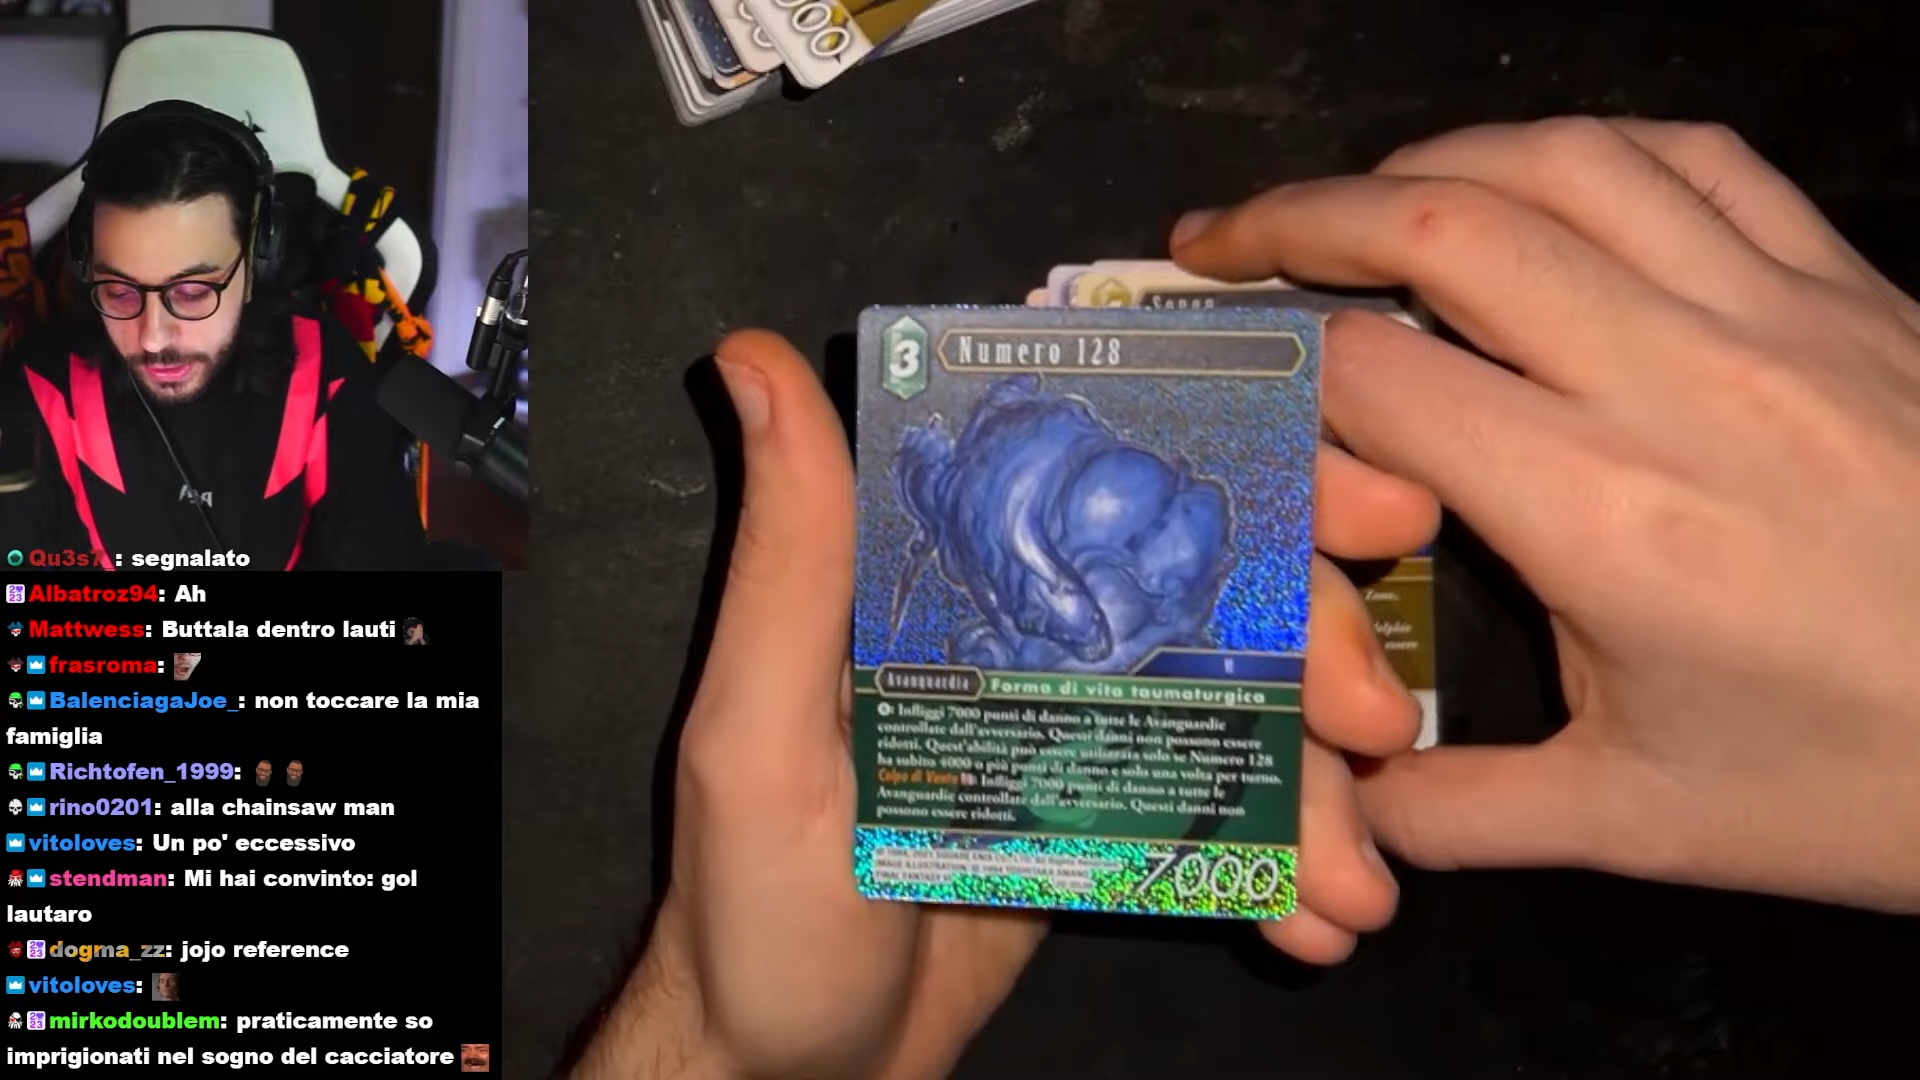 Qu3s7_: segnalato
Albatroz94: Ah
Mattwess: Buttala dentro lauti
frasroma:
BalenciagaJoe_: non toccare la mia
famiglia
Richtofen_1999:
rino0201: alla chainsaw man
vitoloves: Un po' eccessivo
stendman: Mi hai convinto: gol
lautaro
dogma_zz: jojo reference
vitoloves:
mirkodoublem: praticamente so
imprigionati nel sogno del cacciatore
3
Numero 128
VI
Avanguardia
Forma di vita taumaturgica
: Infliggi 7000 punti di danno a tutte le Avanguardie
controllate dall'avversario. Questi danni non possono essere
ridotti. Quest'abilità può essere utilizzata solo se Numero 128
ha subito 4000 o più punti di danno e solo una volta per turno.
Colpo di Vento: Infliggi 7000 punti di danno a tutte le
Avanguardie controllate dall'avversario. Questi danni non
possono essere ridotti.
7000
Zone.
essere